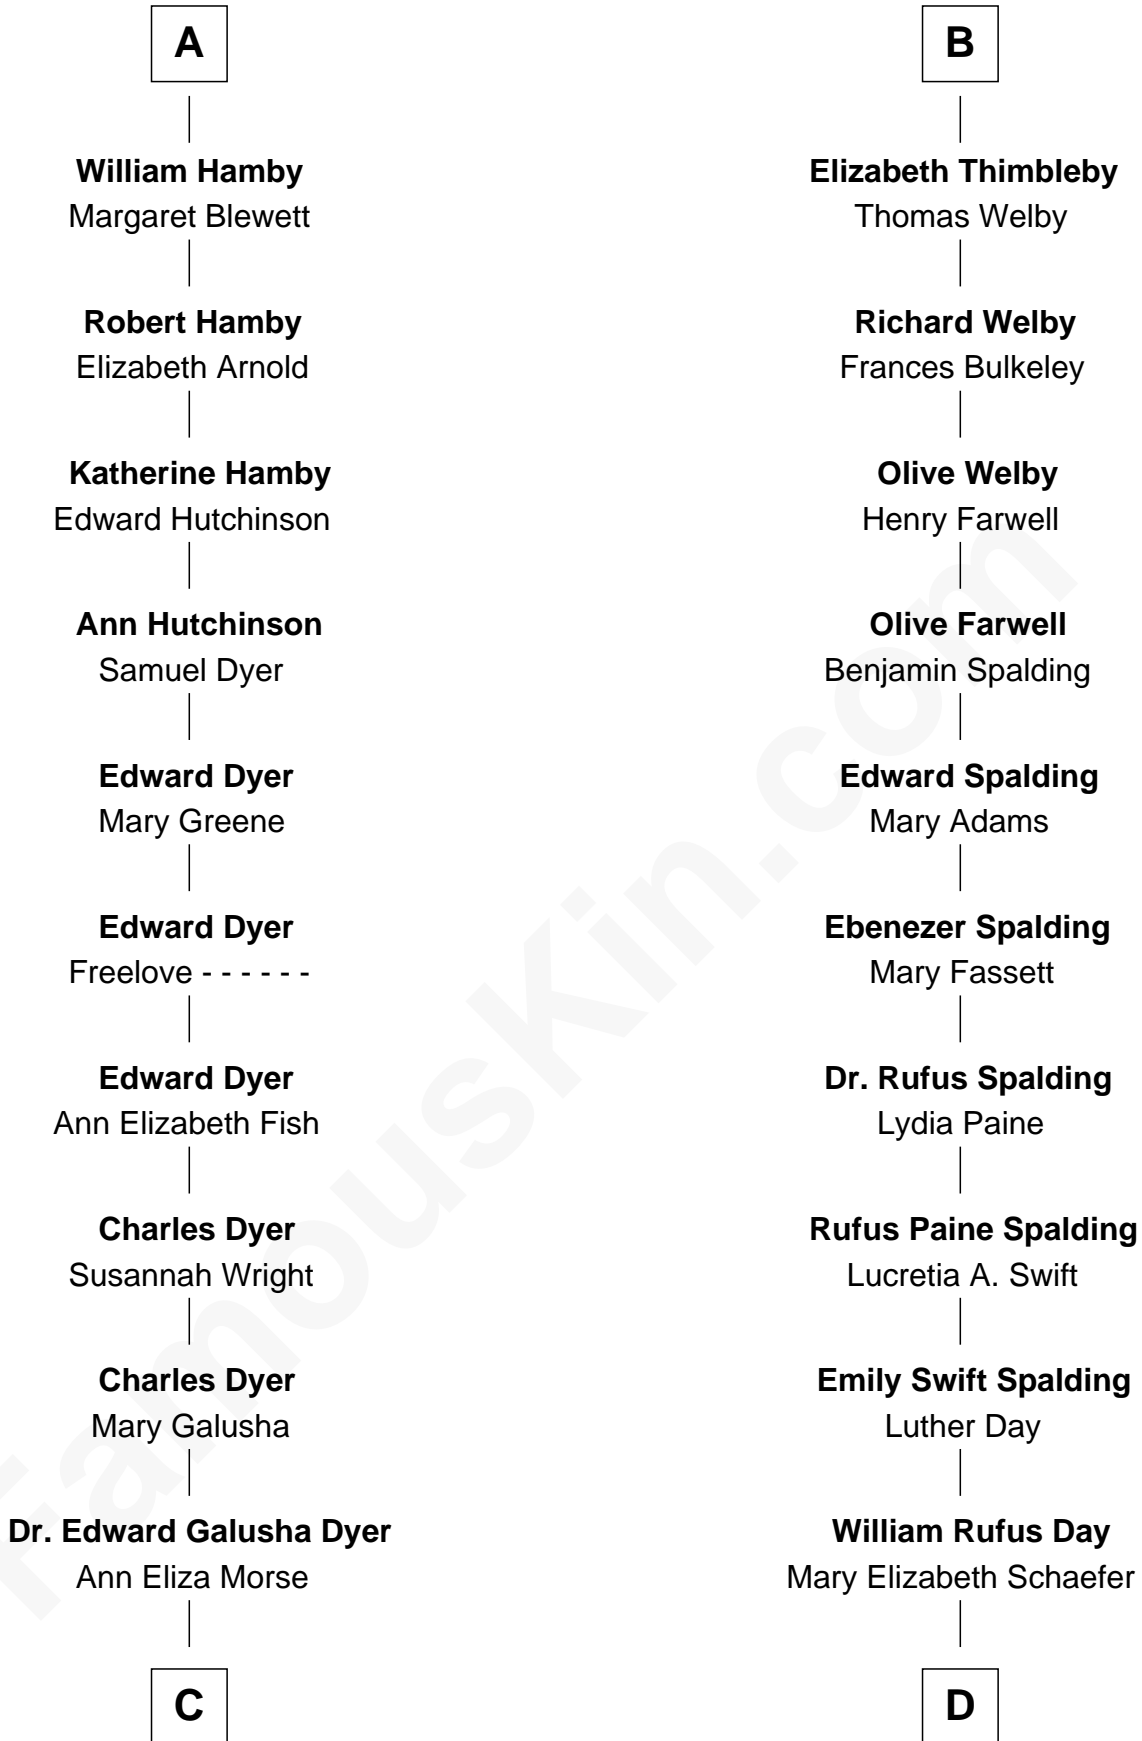 A
William Hamby
Margaret Blewett
Robert Hamby
Elizabeth Arnold
Katherine Hamby
Edward Hutchinson
Ann Hutchinson
Samuel Dyer
Edward Dyer
Mary Greene
Edward Dyer
Freelove - - - - - -
Edward Dyer
Ann Elizabeth Fish
Charles Dyer
Susannah Wright
Charles Dyer
Mary Galusha
Dr. Edward Galusha Dyer
Ann Eliza Morse
C
B
Elizabeth Thimbleby
Thomas Welby
Richard Welby
Frances Bulkeley
Olive Welby
Henry Farwell
Olive Farwell
Benjamin Spalding
Edward Spalding
Mary Adams
Ebenezer Spalding
Mary Fassett
Dr. Rufus Spalding
Lydia Paine
Rufus Paine Spalding
Lucretia A. Swift
Emily Swift Spalding
Luther Day
William Rufus Day
Mary Elizabeth Schaefer
D
FamousKin.com